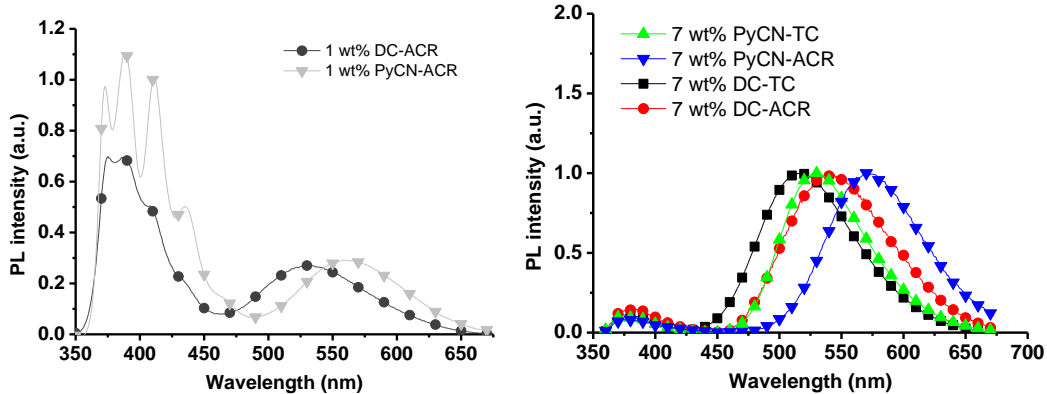 1.2
1.0
0.8
0.6
0.4
0.2
0.0
350 400 450 500 550 600 650
PL intensity (a.u.)
Wavelength (nm)
1 wt% DC-ACR
1 wt% PyCN-ACR
2.0
1.5
1.0
0.5
0.0
350 400 450 500 550 600 650 700
PL intensity (a.u.)
Wavelength (nm)
7 wt% PyCN-TC
7 wt% PyCN-ACR
7 wt% DC-TC
7 wt% DC-ACR